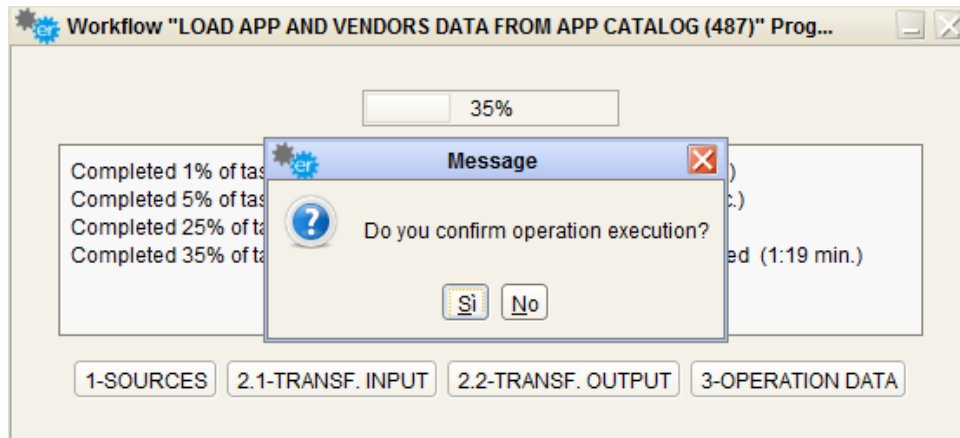 er Workflow "LOAD APP AND VENDORS DATA FROM APP CATALOG (487)" Prog...
35%
Completed 1% of tas )
Completed 5% of tas c.)
Completed 25% of ta
Completed 35% of ta ed (1:19 min.)
er Message
Do you confirm operation execution?
Sì No
1-SOURCES 2.1-TRANSF. INPUT 2.2-TRANSF. OUTPUT 3-OPERATION DATA